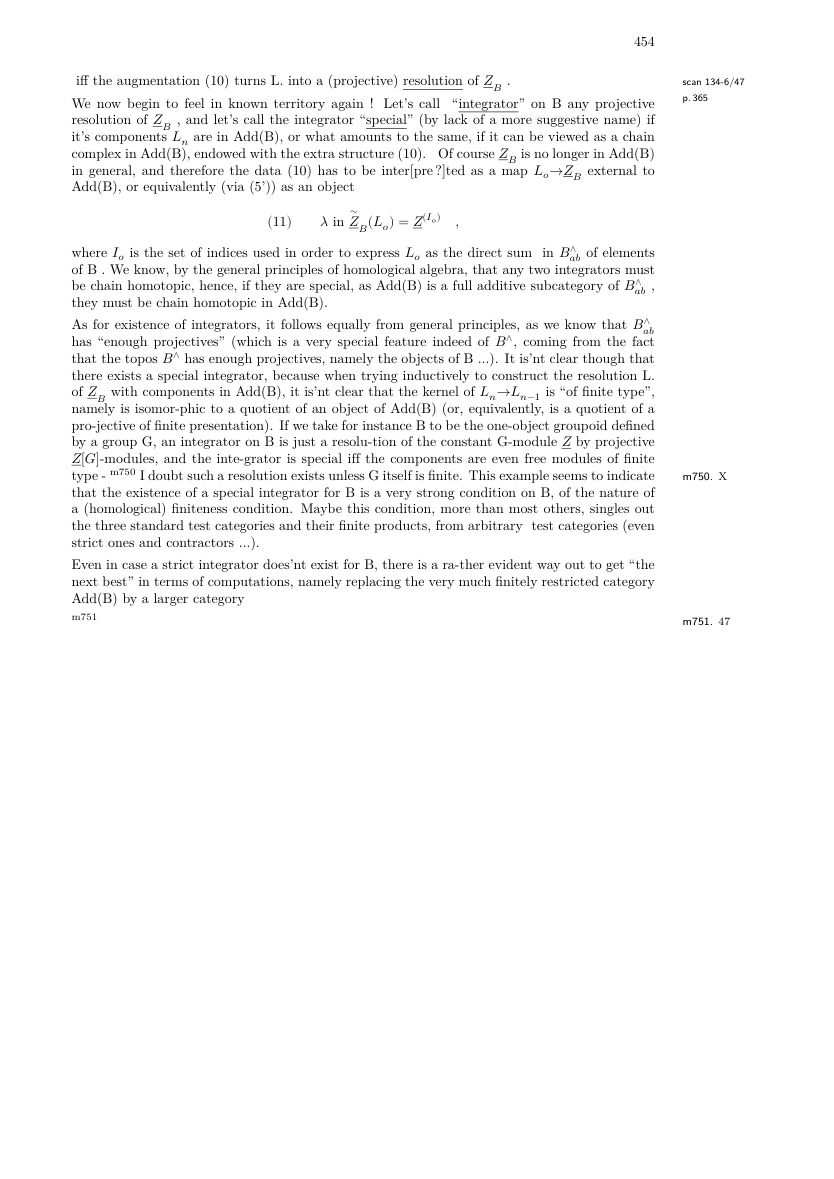 454
iff the augmentation (10) turns L. into a (projective) resolution of Z_B .
scan 134-6/47
p. 365
We now begin to feel in known territory again ! Let's call “integrator” on B any projective
resolution of Z_B , and let's call the integrator “special” (by lack of a more suggestive name) if
it's components L_n are in Add(B), or what amounts to the same, if it can be viewed as a chain
complex in Add(B), endowed with the extra structure (10). Of course Z_B is no longer in Add(B)
in general, and therefore the data (10) has to be inter[pre ?]ted as a map L_o→Z_B external to
Add(B), or equivalently (via (5')) as an object
(11) λ in Z̃_B(L_o) = Z^(I_o) ,
where I_o is the set of indices used in order to express L_o as the direct sum in B^∧_ab of elements
of B . We know, by the general principles of homological algebra, that any two integrators must
be chain homotopic, hence, if they are special, as Add(B) is a full additive subcategory of B^∧_ab ,
they must be chain homotopic in Add(B).
As for existence of integrators, it follows equally from general principles, as we know that B^∧_ab
has “enough projectives” (which is a very special feature indeed of B^∧, coming from the fact
that the topos B^∧ has enough projectives, namely the objects of B ...). It is'nt clear though that
there exists a special integrator, because when trying inductively to construct the resolution L.
of Z_B with components in Add(B), it is'nt clear that the kernel of L_n→L_n−1 is “of finite type”,
namely is isomor-phic to a quotient of an object of Add(B) (or, equivalently, is a quotient of a
pro-jective of finite presentation). If we take for instance B to be the one-object groupoid defined
by a group G, an integrator on B is just a resolu-tion of the constant G-module Z by projective
Z[G]-modules, and the inte-grator is special iff the components are even free modules of finite
type - m750 I doubt such a resolution exists unless G itself is finite. This example seems to indicate
m750. X
that the existence of a special integrator for B is a very strong condition on B, of the nature of
a (homological) finiteness condition. Maybe this condition, more than most others, singles out
the three standard test categories and their finite products, from arbitrary test categories (even
strict ones and contractors ...).
Even in case a strict integrator does'nt exist for B, there is a ra-ther evident way out to get “the
next best” in terms of computations, namely replacing the very much finitely restricted category
Add(B) by a larger category
m751
m751. 47